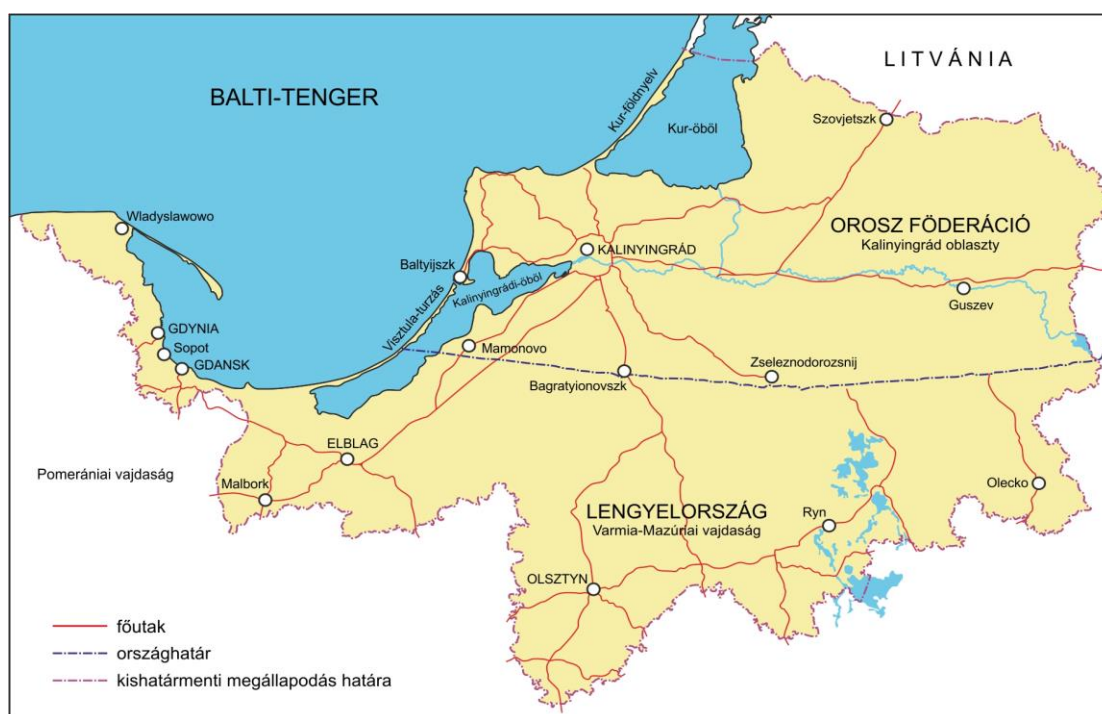 LITVÁNIA
BALTI-TENGER
Kur-földnyelv
Kur-öböl
Szovjetszk
Wladyslawowo
OROSZ FÖDERÁCIÓ
Kalinyingrád oblaszty
KALINYINGRÁD
Baltyijszk
Kalinyingrádi-öböl
Visztula-turzás
Guszev
GDYNIA
Sopot
GDANSK
Mamonovo
Bagratyionovszk
Zseleznodorozsnij
ELBLAG
Pomerániai vajdaság
Malbork
Olecko
LENGYELORSZÁG
Varmia-Mazúriai vajdaság
Ryn
OLSZTYN
főutak
országhatár
kishatármenti megállapodás határa